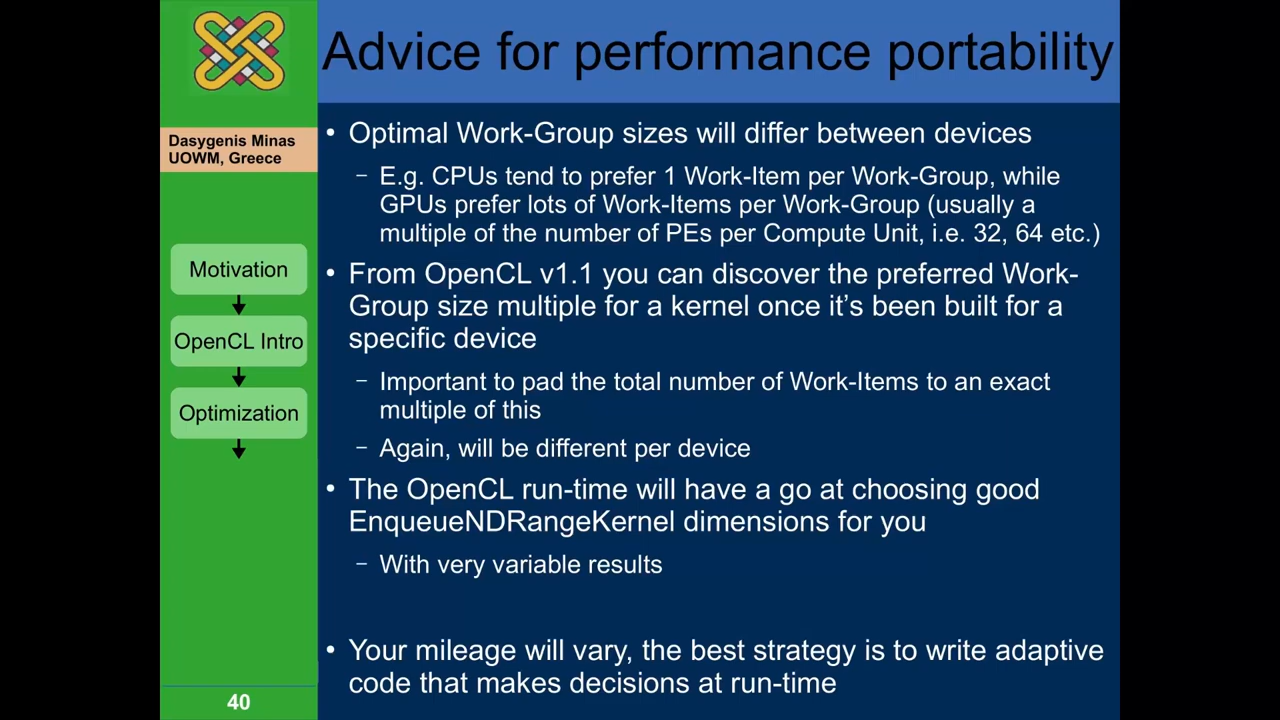 Advice for performance portability
Dasygenis Minas
UOWM, Greece
Motivation
OpenCL Intro
Optimization
40
• Optimal Work-Group sizes will differ between devices
– E.g. CPUs tend to prefer 1 Work-Item per Work-Group, while
GPUs prefer lots of Work-Items per Work-Group (usually a
multiple of the number of PEs per Compute Unit, i.e. 32, 64 etc.)
• From OpenCL v1.1 you can discover the preferred Work-
Group size multiple for a kernel once it’s been built for a
specific device
– Important to pad the total number of Work-Items to an exact
multiple of this
– Again, will be different per device
• The OpenCL run-time will have a go at choosing good
EnqueueNDRangeKernel dimensions for you
– With very variable results
• Your mileage will vary, the best strategy is to write adaptive
code that makes decisions at run-time